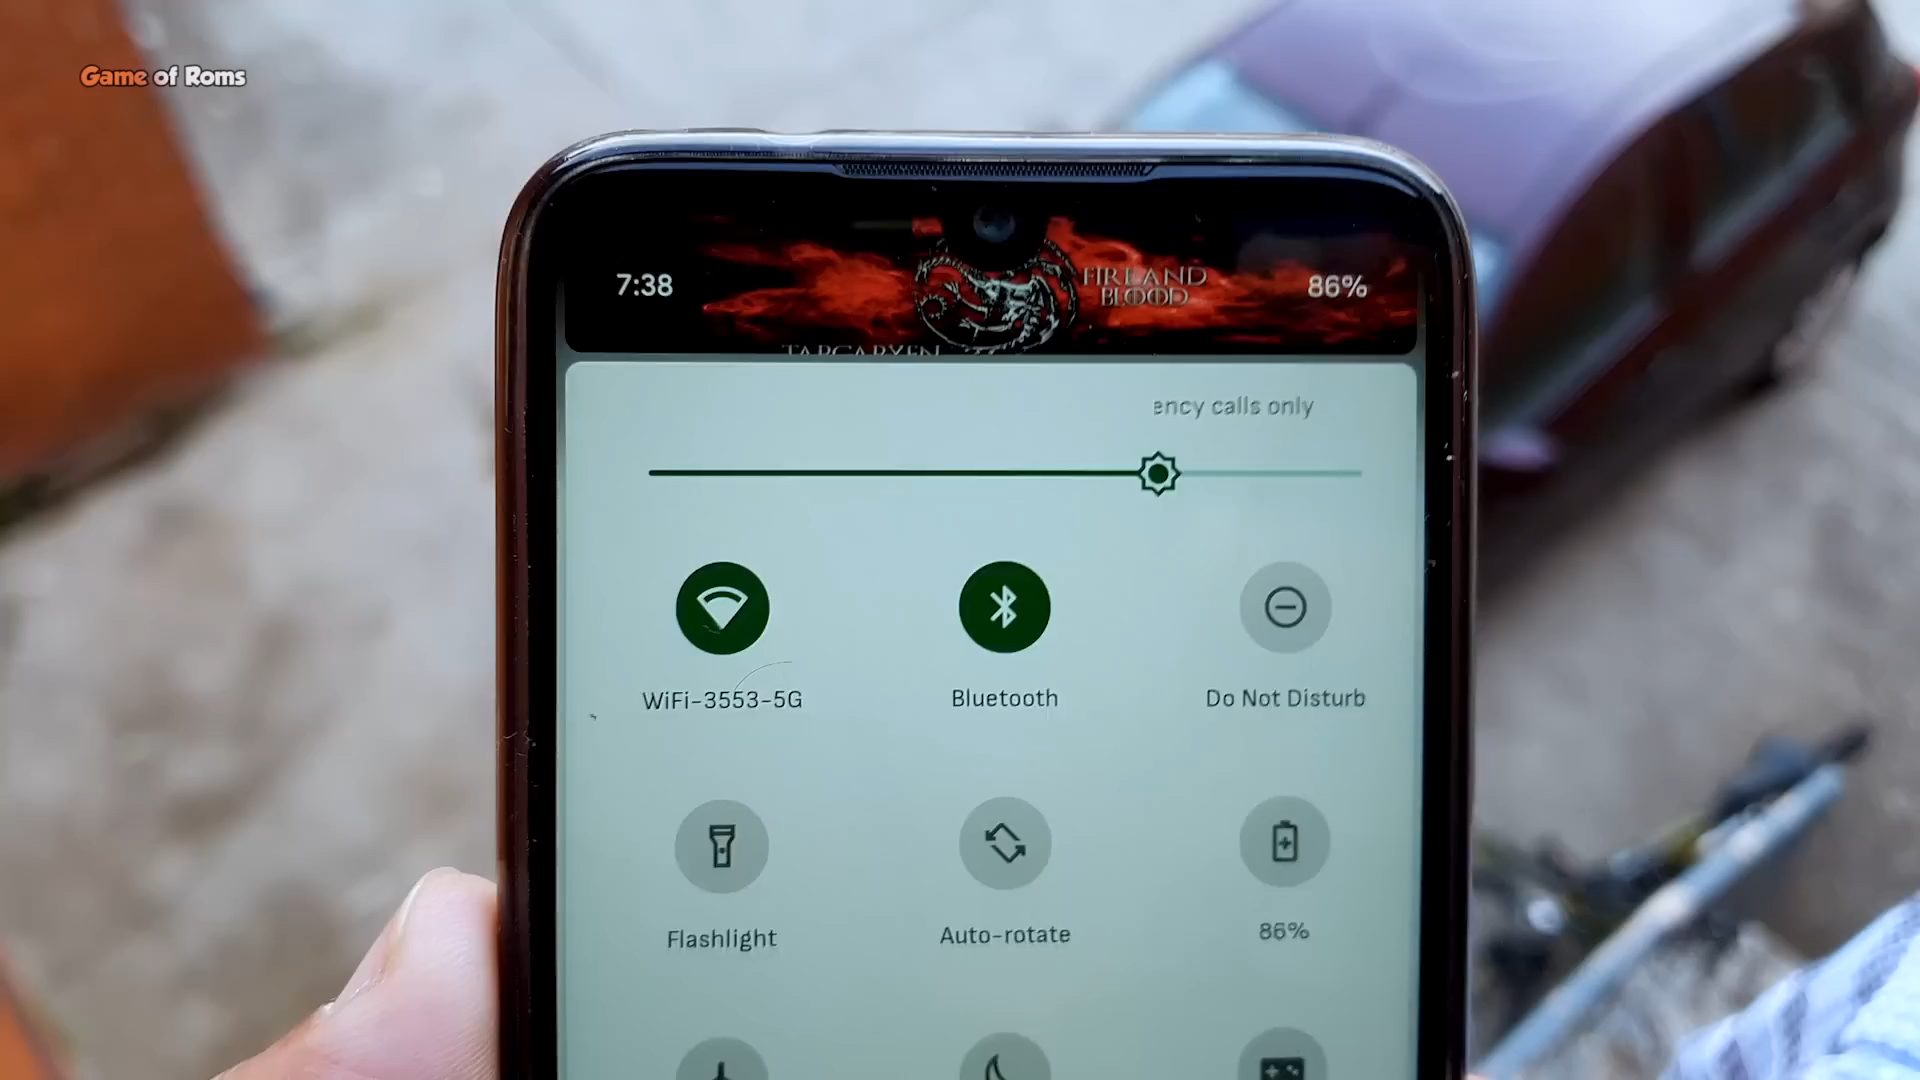 Game of Roms
7:38
FIRE AND
BLOOD
86%
TARGARYEN
ency calls only
WiFi-3553-5G
Bluetooth
Do Not Disturb
Flashlight
Auto-rotate
86%